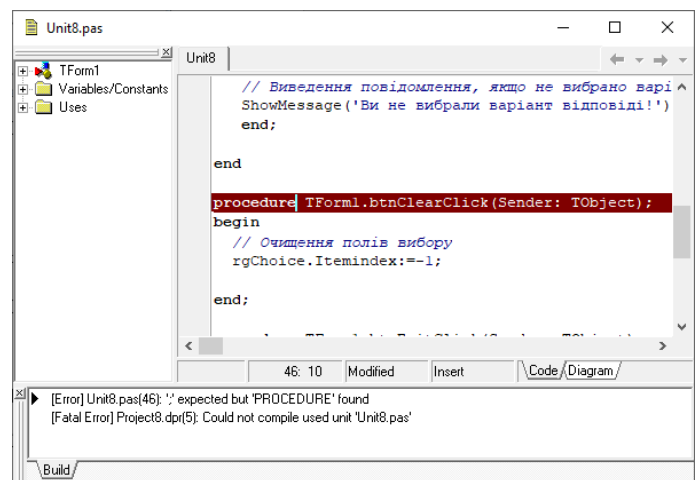 Unit8.pas
TForm1
Variables/Constants
Uses
Unit8
// Виведення повідомлення, якщо не вибрано варі
ShowMessage('Ви не вибрали варіант відповіді!')
end;
end
procedure TForm1.btnClearClick(Sender: TObject);
begin
// Очищення полів вибору
rgChoice.Itemindex:=-1;
end;
46: 10 Modified Insert Code Diagram
[Error] Unit8.pas(46): ';' expected but 'PROCEDURE' found
[Fatal Error] Project8.dpr(5): Could not compile used unit 'Unit8.pas'
Build